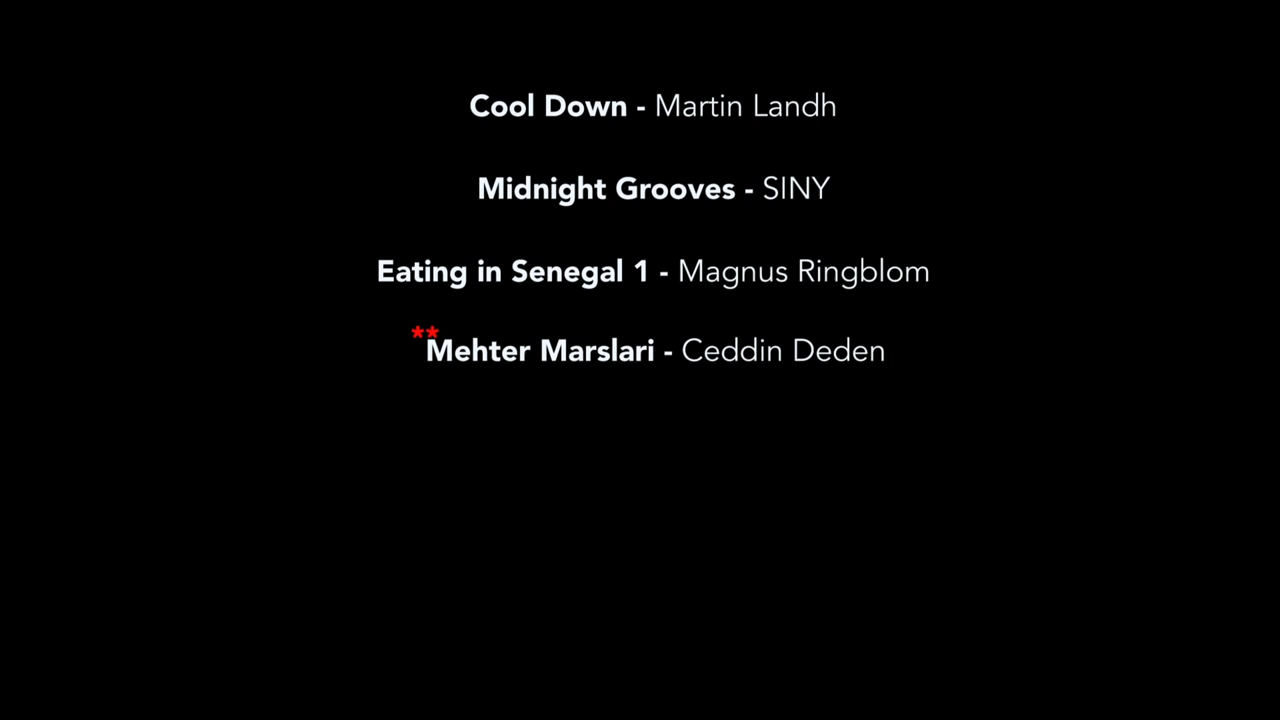 Cool Down - Martin Landh
Midnight Grooves - SINY
Eating in Senegal 1 - Magnus Ringblom
**Mehter Marslari - Ceddin Deden